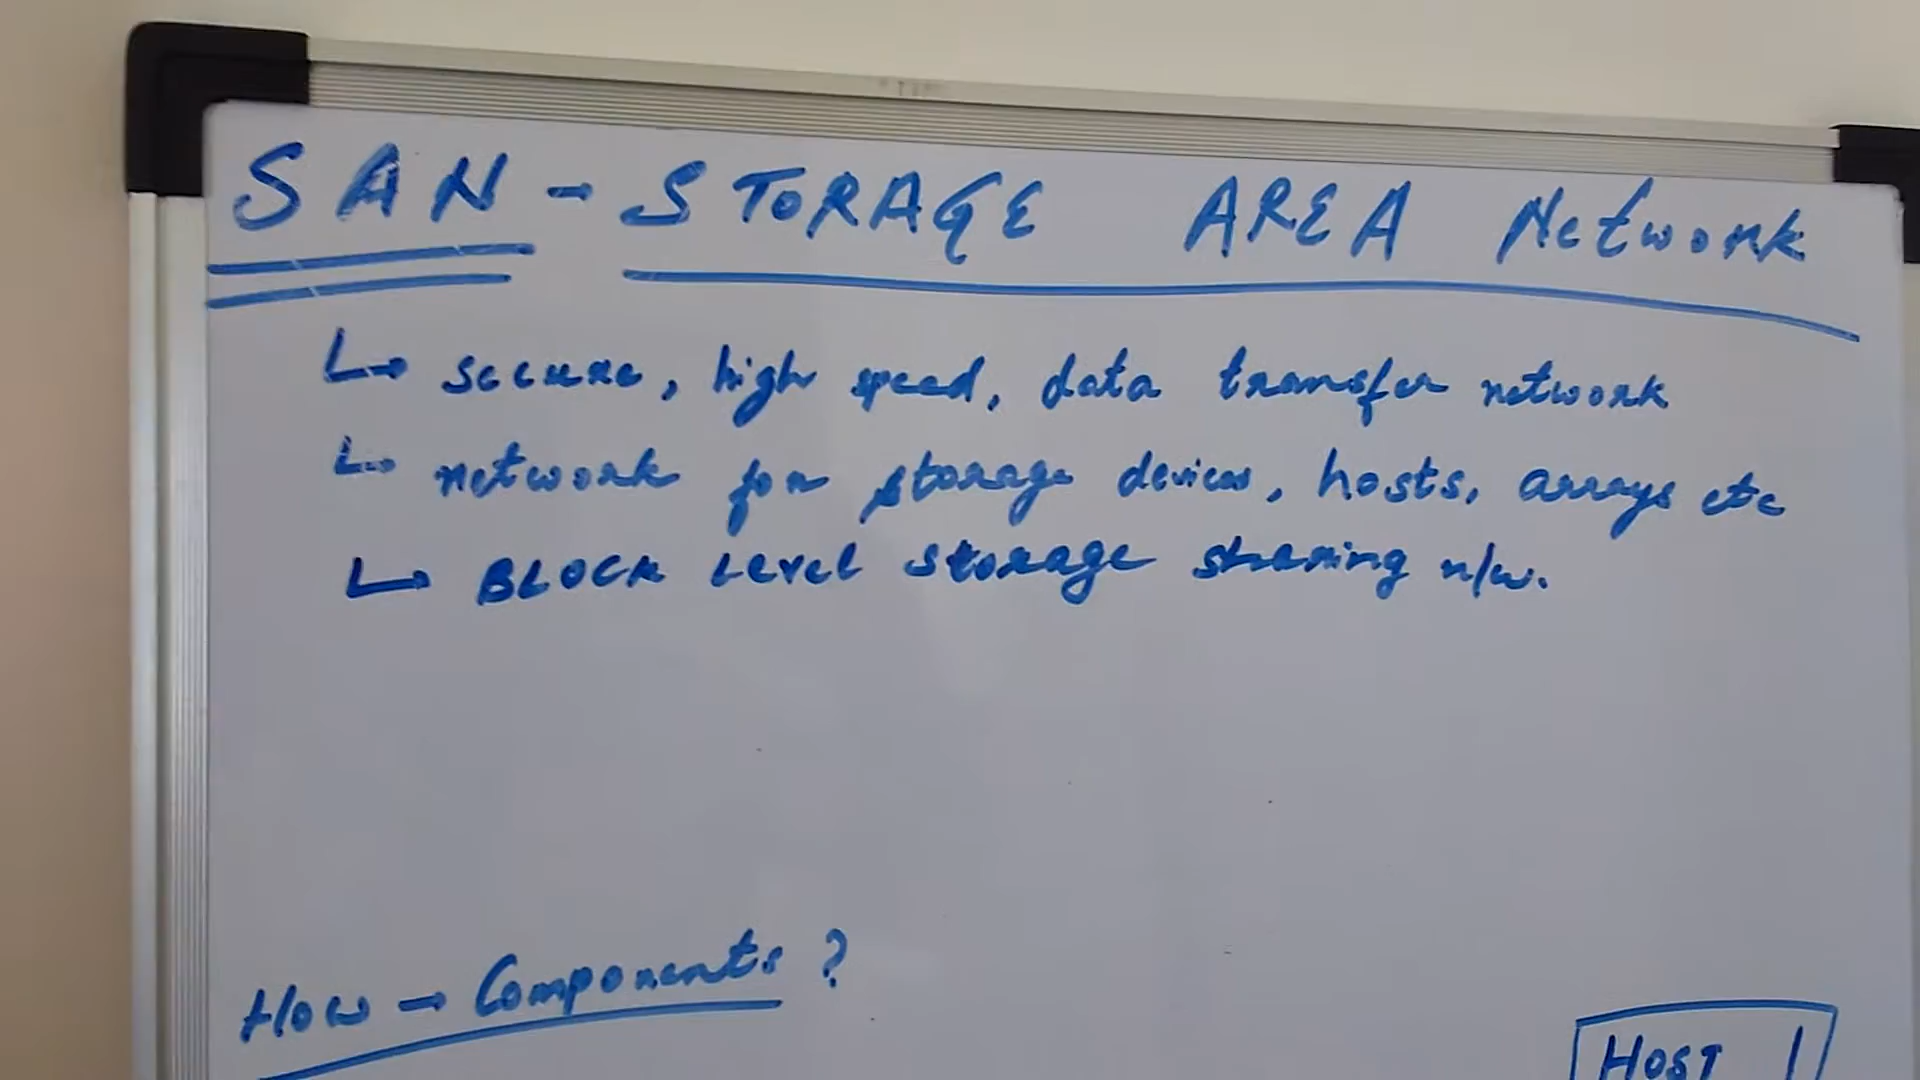 SAN - STORAGE AREA Network
↳ secure, high speed, data transfer network
↳ network for storage devices, hosts, arrays etc
↳ BLOCK Level storage sharing n/w.
How → Components ?
HOST 1